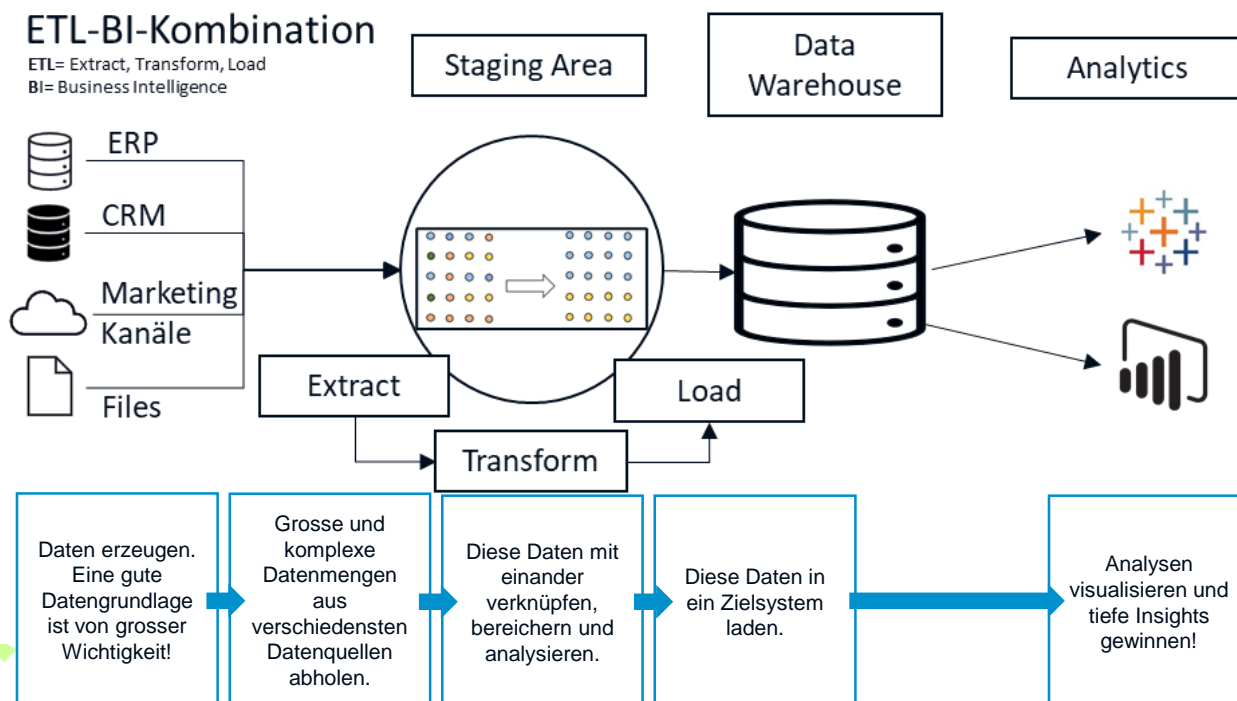 ETL-BI-Kombination
ETL= Extract, Transform, Load
BI= Business Intelligence
Staging Area
Data
Warehouse
Analytics
ERP
CRM
Marketing
Kanäle
Files
Extract
Transform
Load
Daten erzeugen.
Eine gute
Datengrundlage
ist von grosser
Wichtigkeit!
Grosse und
komplexe
Datenmengen
aus
verschiedensten
Datenquellen
abholen.
Diese Daten mit
einander
verknüpfen,
bereichern und
analysieren.
Diese Daten in
ein Zielsystem
laden.
Analysen
visualisieren und
tiefe Insights
gewinnen!